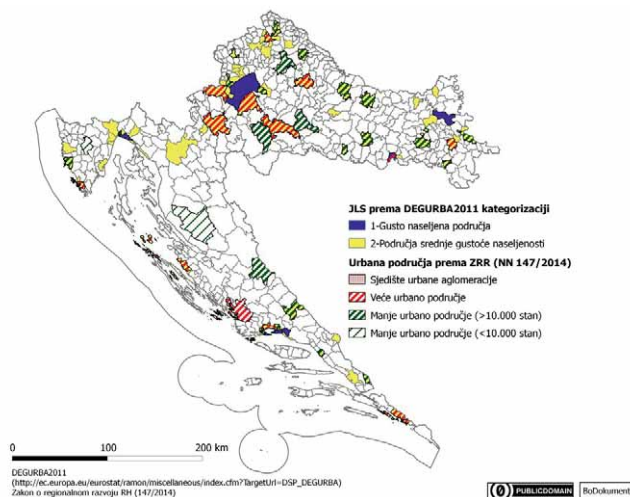 JLS prema DEGURBA2011 kategorizaciji
1-Gusto naseljena područja
2-Područja srednje gustoće naseljenosti
Urbana područja prema ZRR (NN 147/2014)
Sjedište urbane aglomeracije
Veće urbano područje
Manje urbano područje (>10.000 stan)
Manje urbano područje (<10.000 stan)
0 100 200 km
DEGURBA2011
(http://ec.europa.eu/eurostat/ramon/miscellaneous/index.cfm?TargetUrl=DSP_DEGURBA)
Zakon o regionalnom razvoju RH (147/2014)
PUBLIC DOMAIN
BoDokument